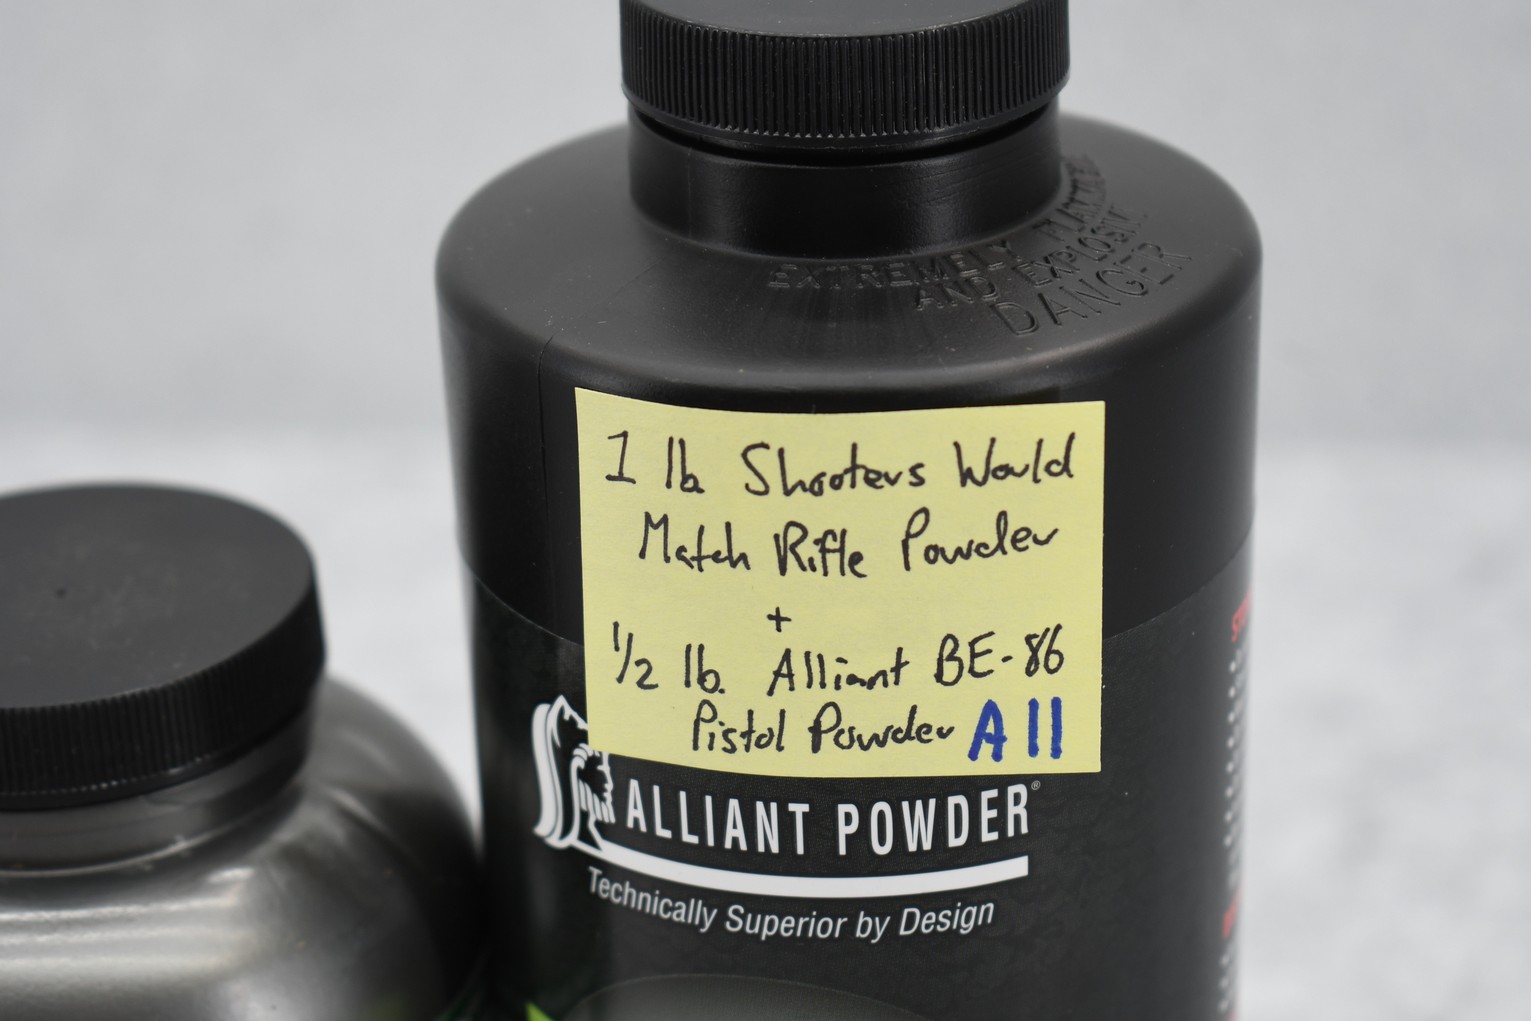 EXTREMELY FLAMMABLE
AND EXPLOSIVE
DANGER
1 lb Shooters Would
Match Rifle Powder
+
1/2 lb. Alliant BE-86
Pistol Powder All
ALLIANT POWDER®
Technically Superior by Design